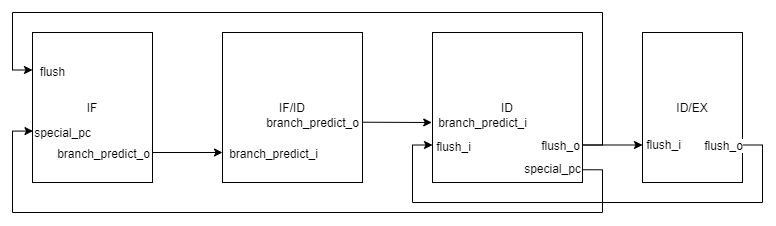 flush
IF
special_pc
branch_predict_o
IF/ID
branch_predict_o
branch_predict_i
ID
branch_predict_i
flush_i
flush_o
special_pc
ID/EX
flush_i
flush_o